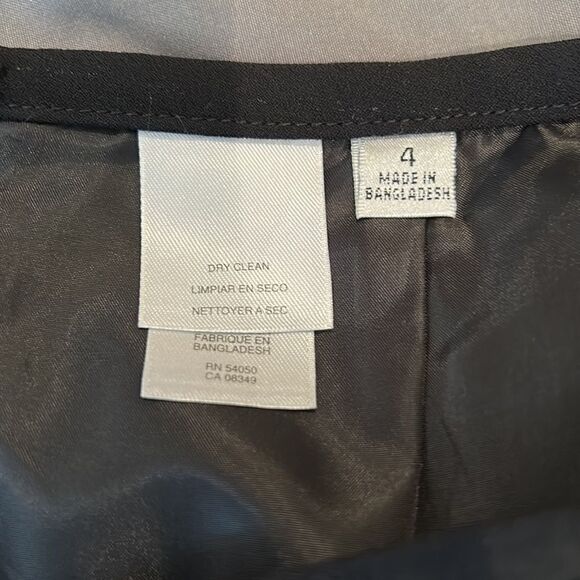 DRY CLEAN
LIMPIAR EN SECO
NETTOYER A SEC
FABRIQUE EN
BANGLADESH
RN 54050
CA 08349
4
MADE IN
BANGLADESH